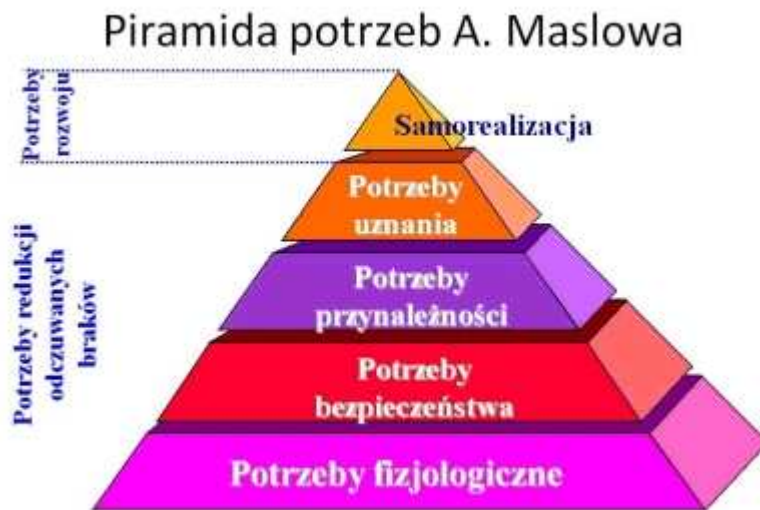 Piramida potrzeb A. Maslowa
Potrzeby
rozwoju
Samorealizacja
Potrzeby
uznania
Potrzeby
przynależności
Potrzeby redukcji
odczuwanych
braków
Potrzeby
bezpieczeństwa
Potrzeby fizjologiczne